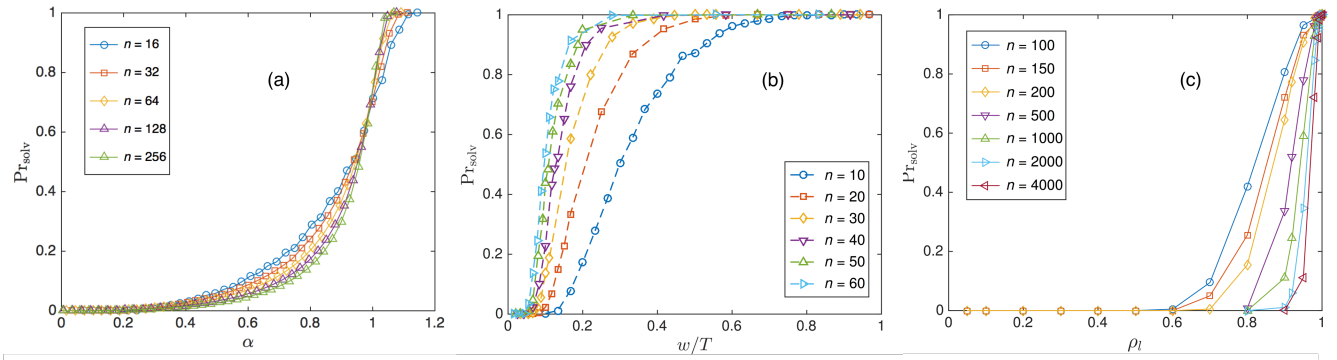 (a)
Pr_solv
1
0.8
0.6
0.4
0.2
0
0 0.2 0.4 0.6 0.8 1 1.2
α
n = 16
n = 32
n = 64
n = 128
n = 256
(b)
Pr_solv
1
0.8
0.6
0.4
0.2
0
0 0.2 0.4 0.6 0.8 1
w/T
n = 10
n = 20
n = 30
n = 40
n = 50
n = 60
(c)
Pr_solv
1
0.8
0.6
0.4
0.2
0
0 0.2 0.4 0.6 0.8 1
ρ_l
n = 100
n = 150
n = 200
n = 500
n = 1000
n = 2000
n = 4000